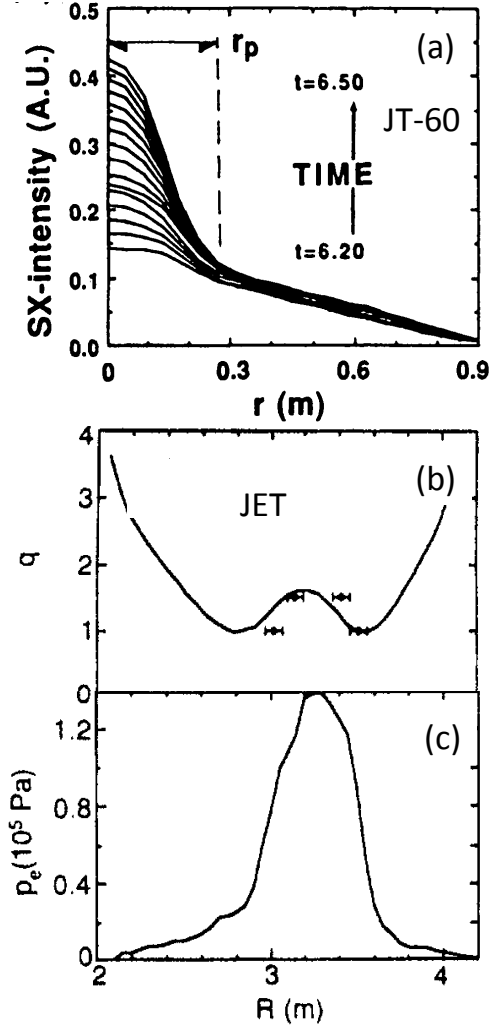 0.5
(a)
r_p
t=6.50
0.4
JT-60
SX-intensity (A.U.)
0.3
TIME
0.2
t=6.20
0.1
0.0
0 0.3 0.6 0.9
r (m)
4
(b)
JET
3
q
2
1
0
1.2
(c)
p_e(10^5 Pa)
0.8
0.4
0
2 3 4
R (m)